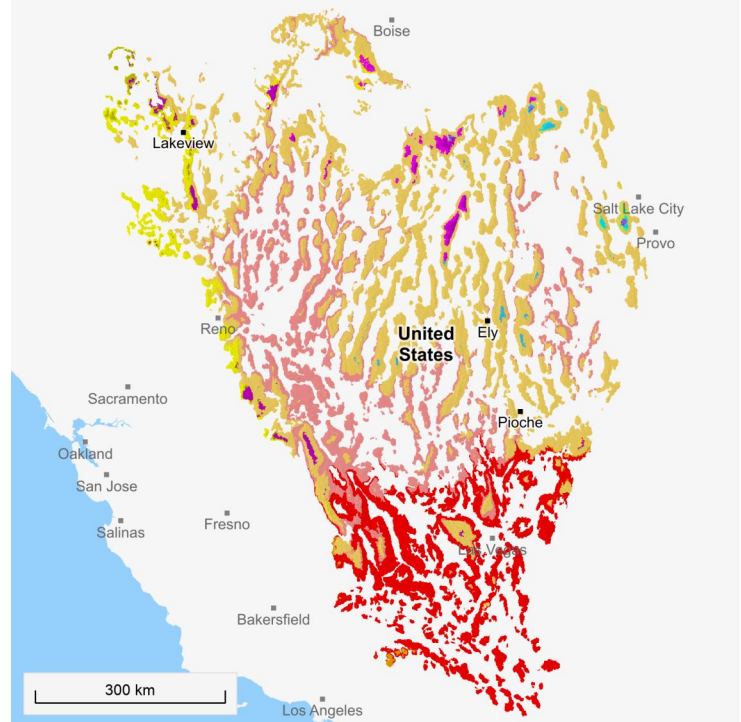 Boise
Lakeview
Salt Lake City
Provo
Reno
United
States
Ely
Sacramento
Pioche
Oakland
San Jose
Salinas
Fresno
Las Vegas
Bakersfield
300 km
Los Angeles